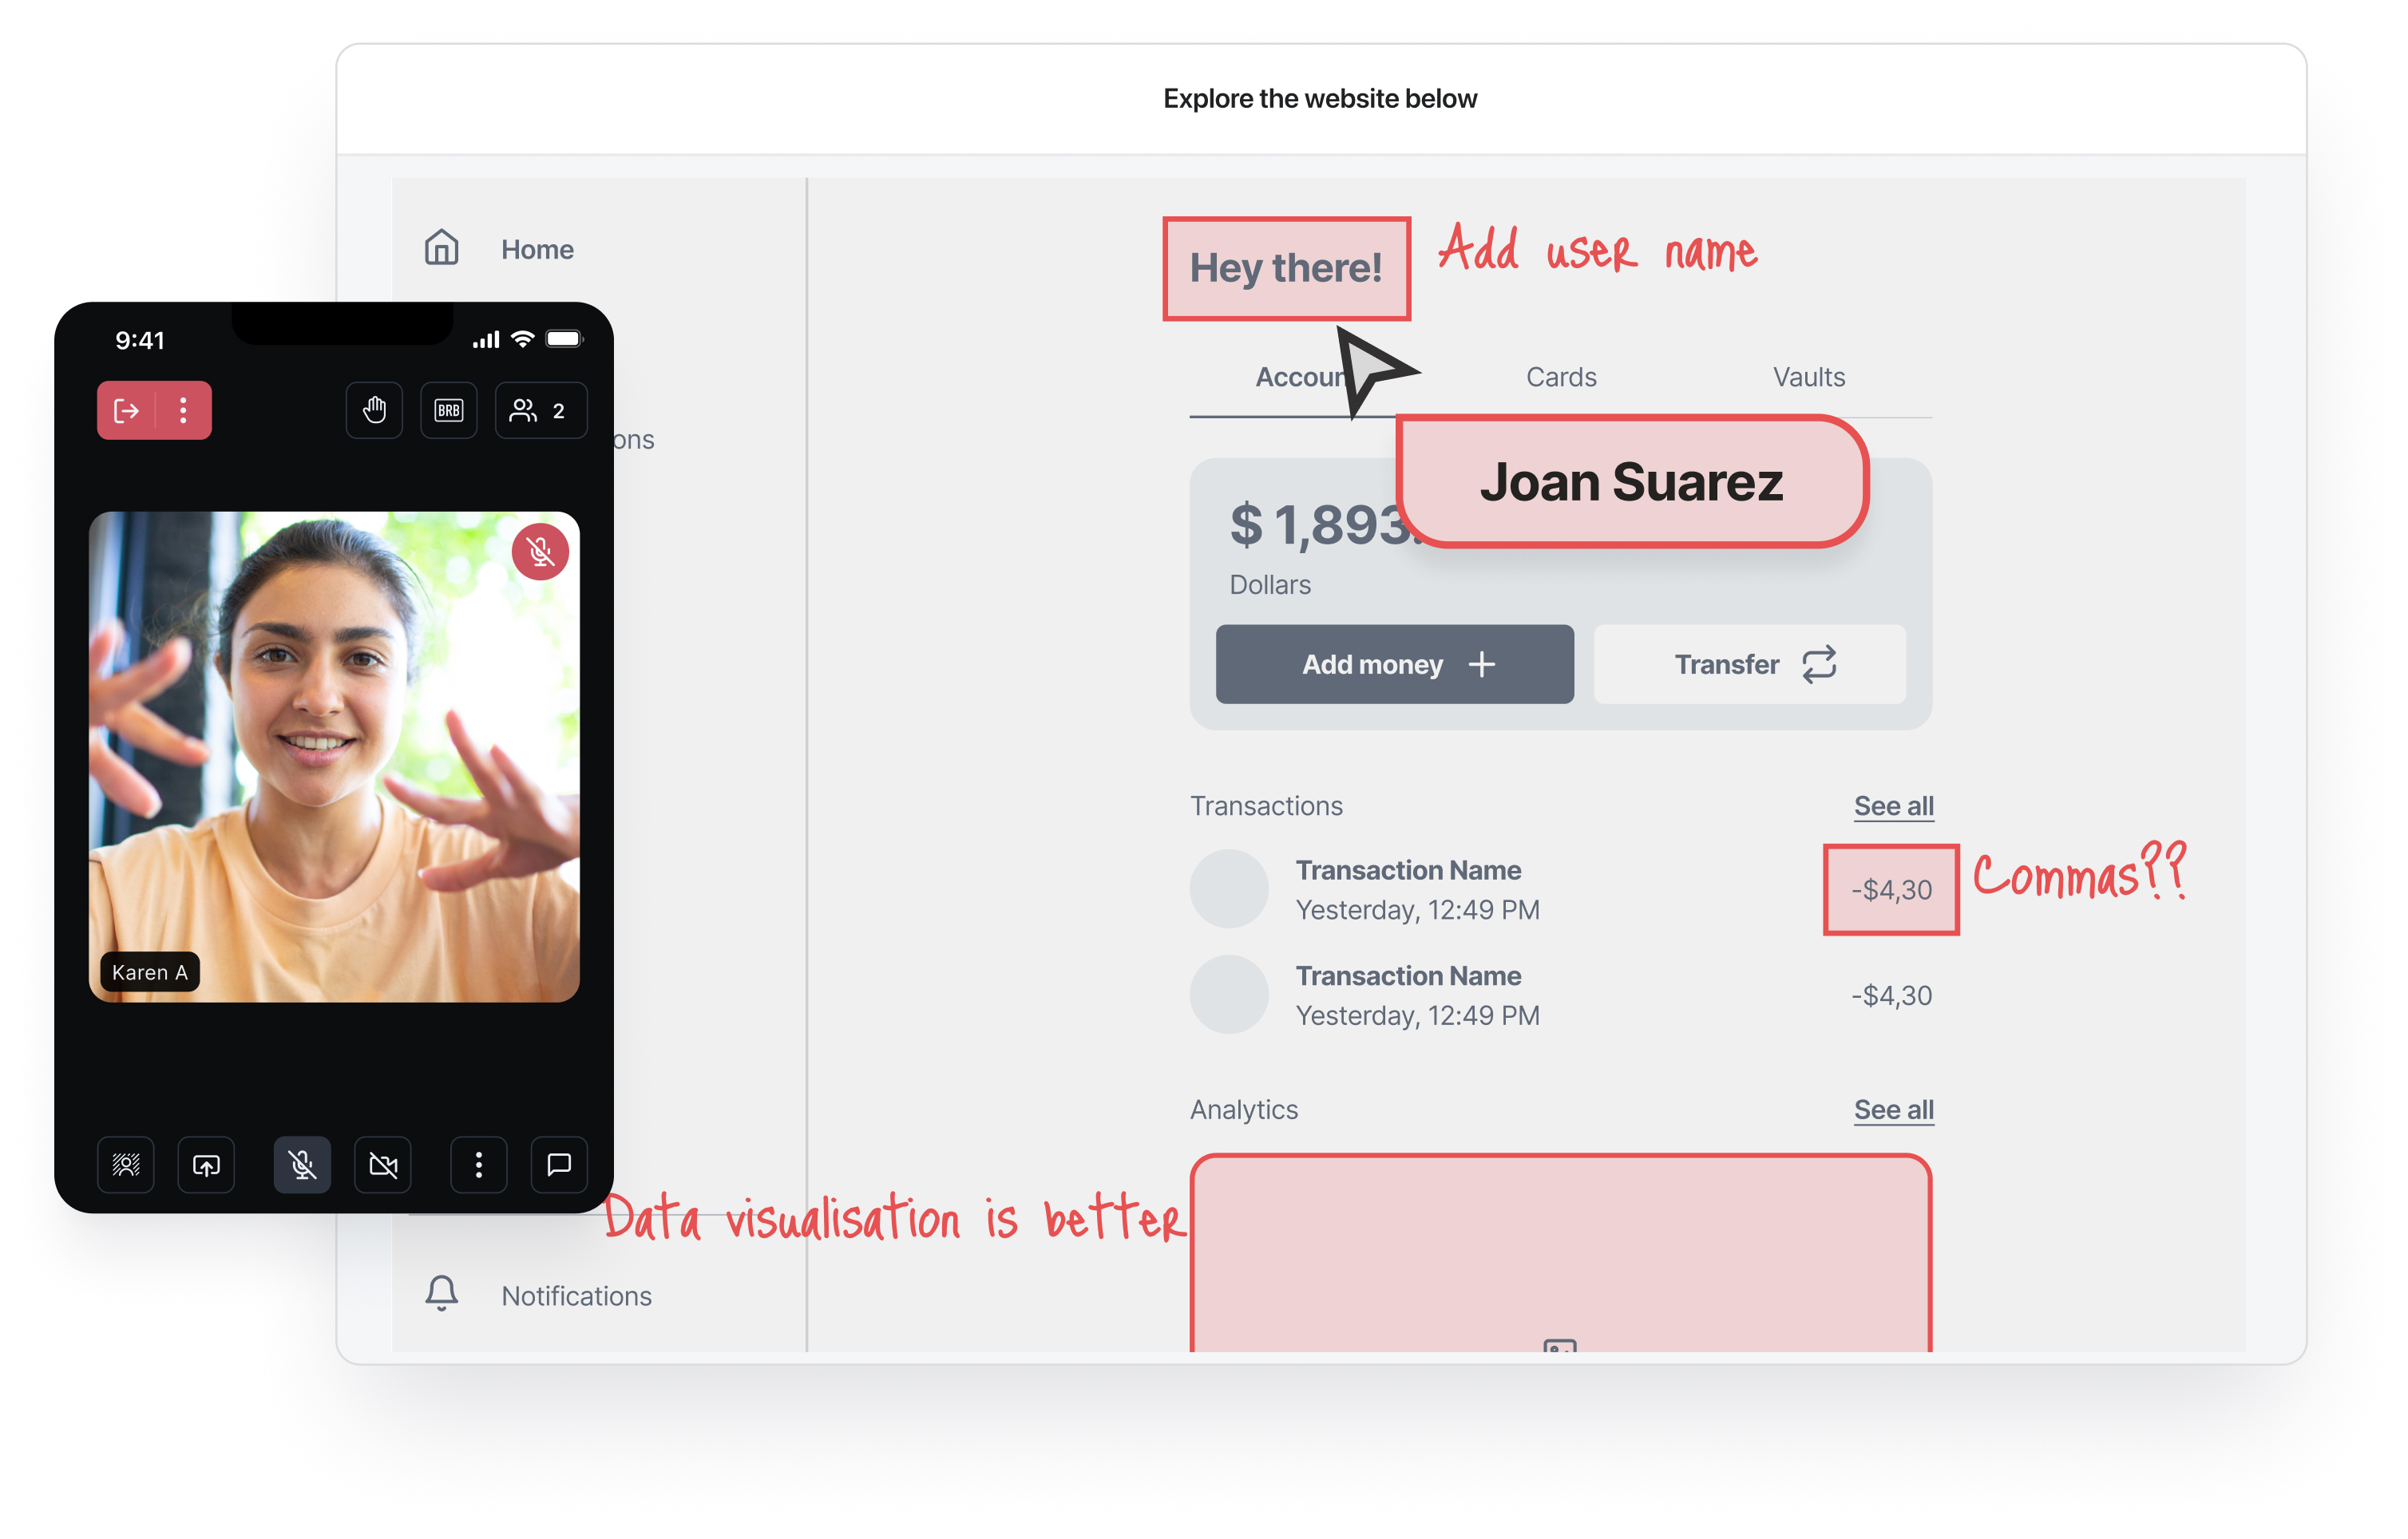 Explore the website below
Home
Hey there!
Add user name
9:41
BRB
2
ons
Cards
Vaults
Joan Suarez
$ 1,893
Dollars
Add money
Transfer
Transactions
See all
Transaction Name
Yesterday, 12:49 PM
-$4,30
Commas??
Karen A
Transaction Name
Yesterday, 12:49 PM
-$4,30
Analytics
See all
Data visualisation is better
Notifications